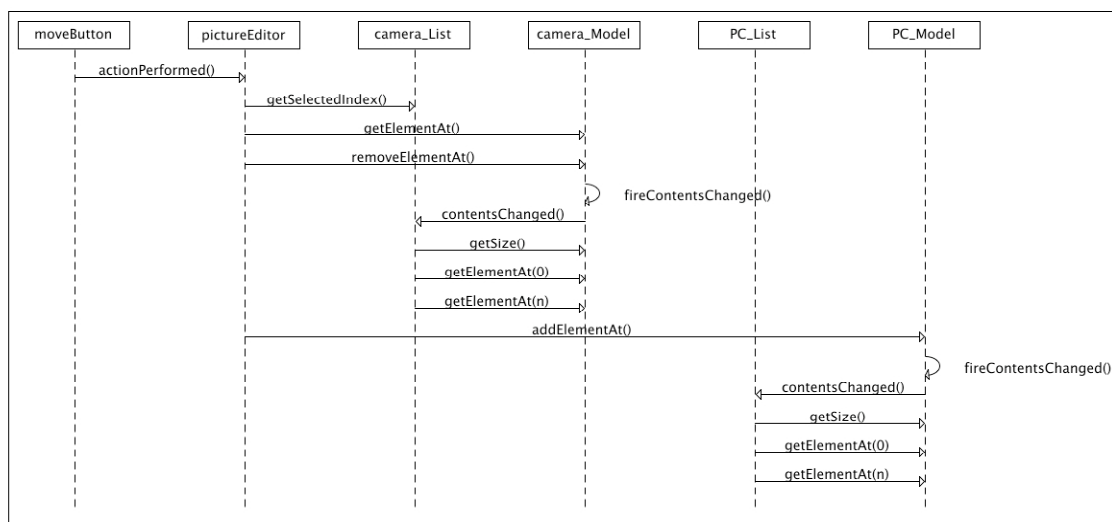 moveButton
pictureEditor
camera_List
camera_Model
PC_List
PC_Model
actionPerformed()
getSelectedIndex()
getElementAt()
removeElementAt()
fireContentsChanged()
contentsChanged()
getSize()
getElementAt(0)
getElementAt(n)
addElementAt()
fireContentsChanged()
contentsChanged()
getSize()
getElementAt(0)
getElementAt(n)